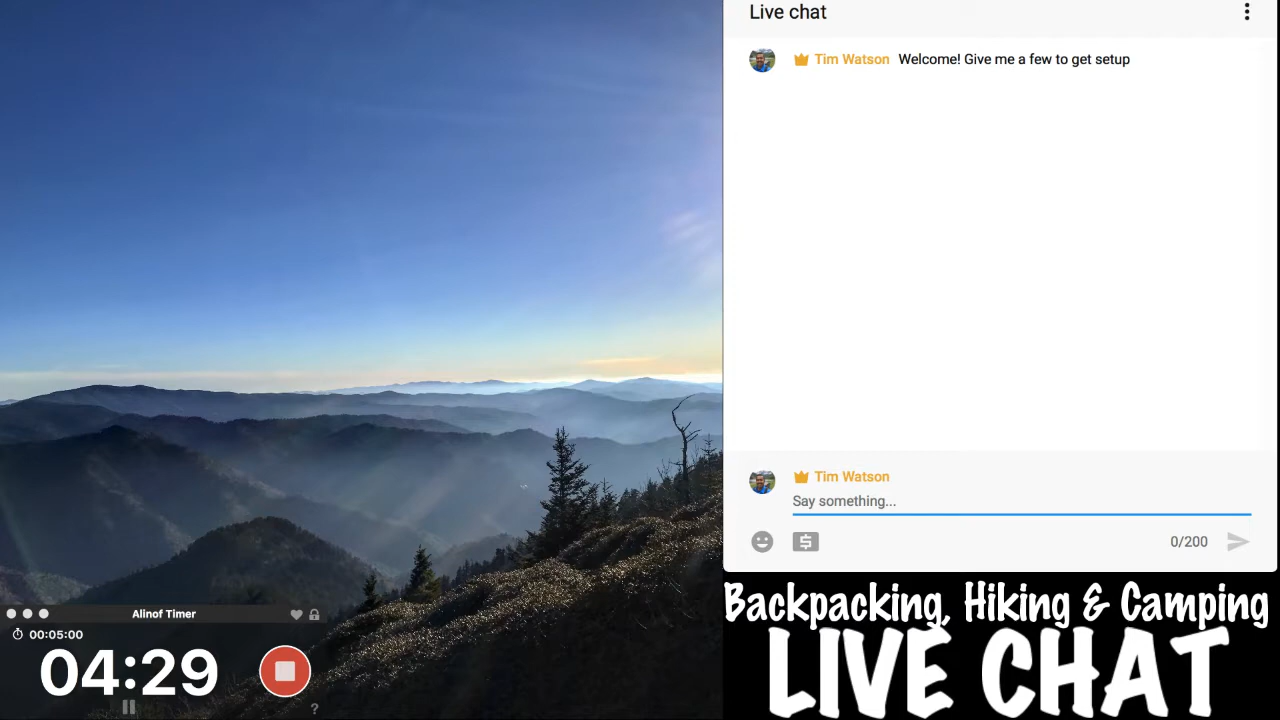 Live chat
Tim Watson Welcome! Give me a few to get setup
Tim Watson
Say something...
0/200
Alinof Timer
00:05:00
04:29
?
Backpacking, Hiking & Camping
LIVE CHAT